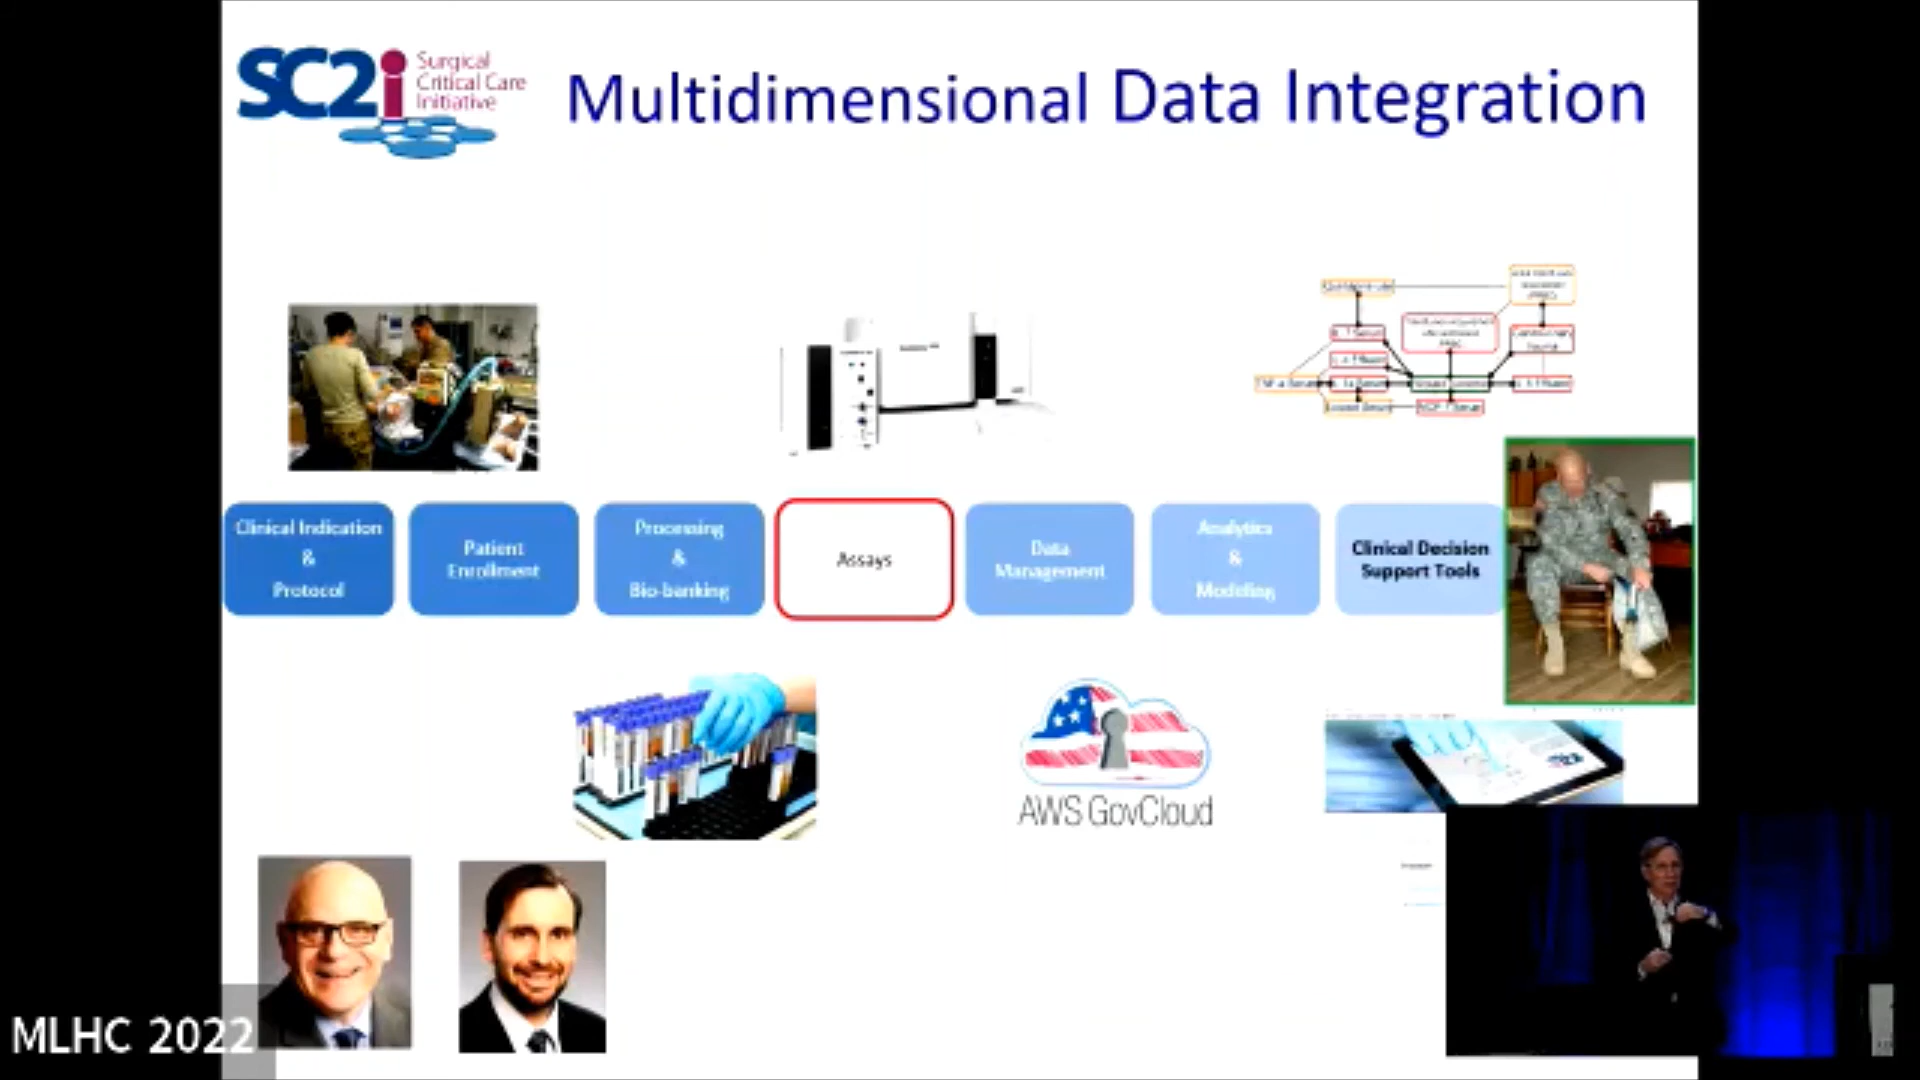 SC2i
Surgical
Critical Care
Initiative
Multidimensional Data Integration
Clinical Indication
&
Protocol
Patient
Enrollment
Processing
&
Bio-banking
Assays
Data
Management
Analytics
&
Modeling
Clinical Decision
Support Tools
AWS GovCloud
MLHC 2022